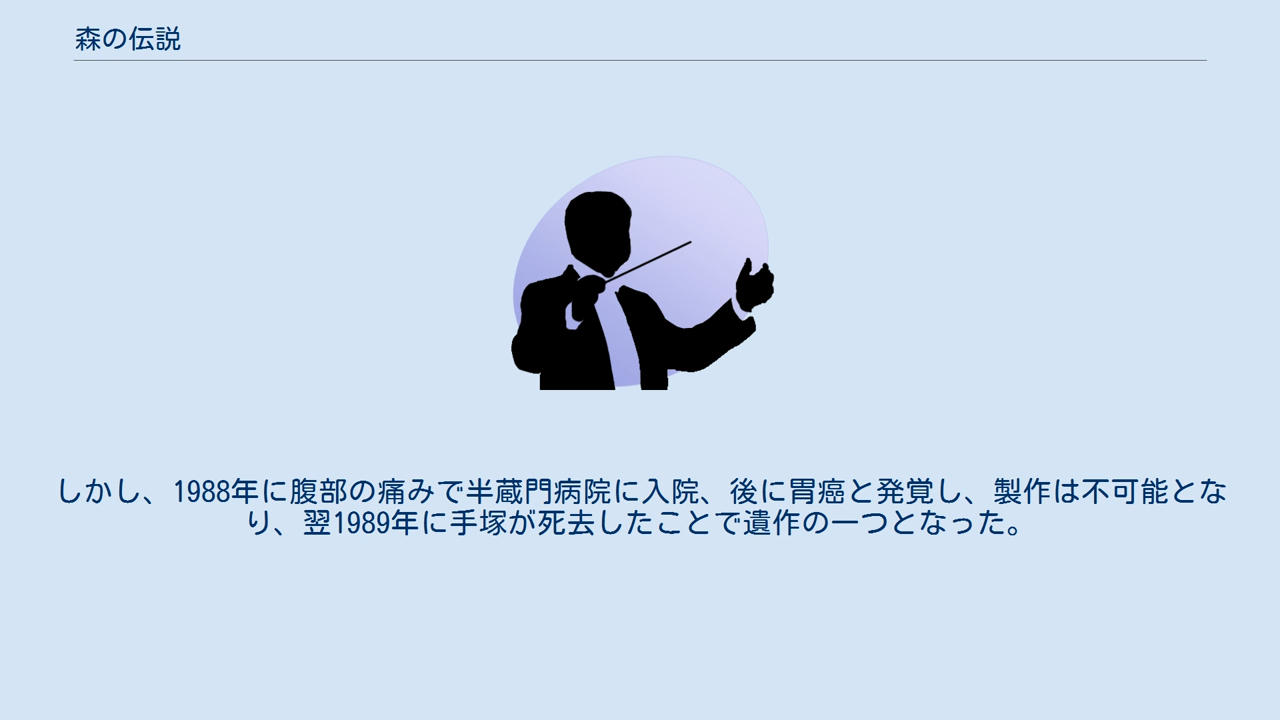 森の伝説
しかし、1988年に腹部の痛みで半蔵門病院に入院、後に胃癌と発覚し、製作は不可能とな
り、翌1989年に手塚が死去したことで遺作の一つとなった。